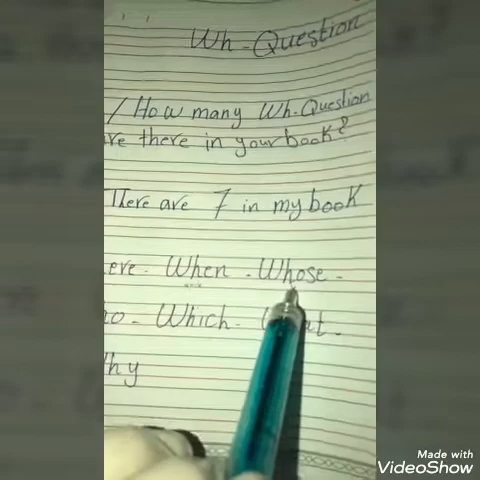 Wh-Question
/ How many Wh-Question
re there in your book?
There are 7 in my book
ere - When - Whose -
ho - Which - W at -
hy
Made with
VideoShow